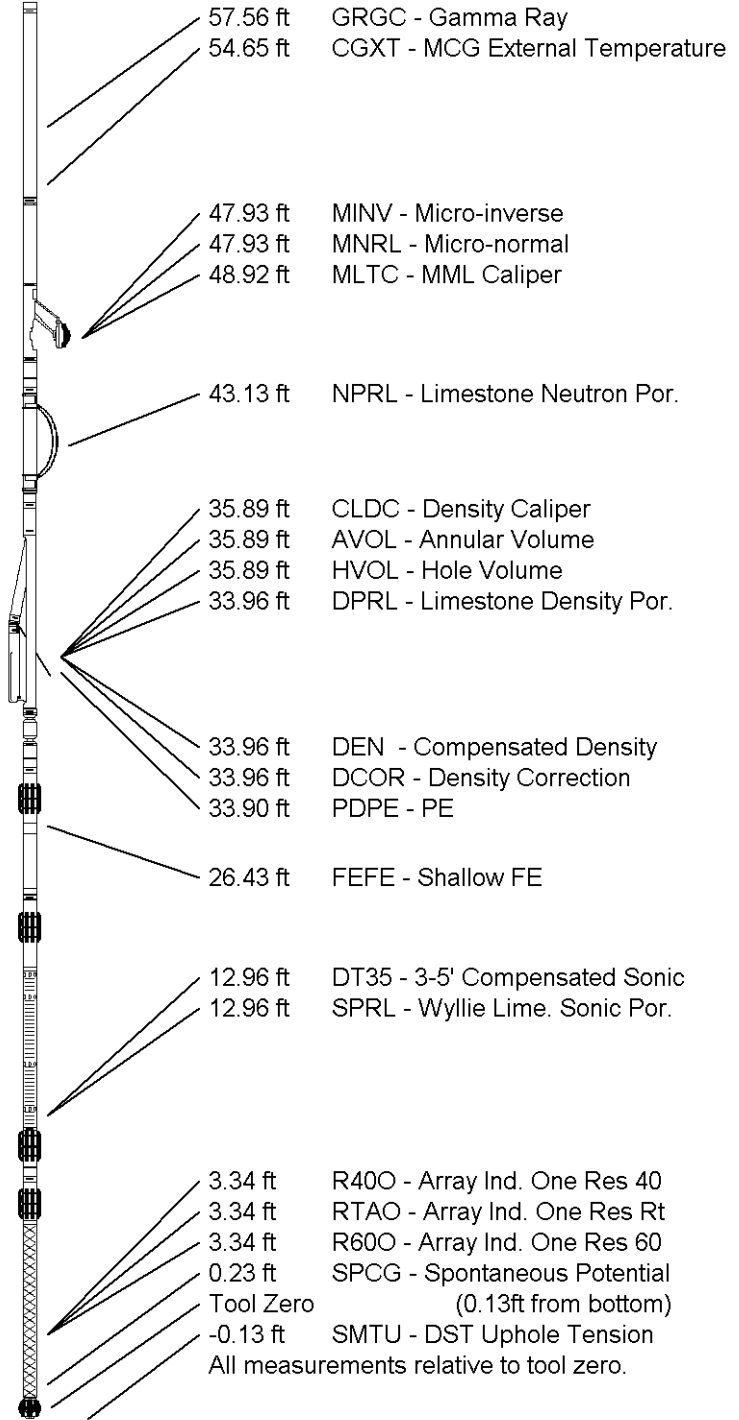 57.56 ft GRGC - Gamma Ray
54.65 ft CGXT - MCG External Temperature
47.93 ft MINV - Micro-inverse
47.93 ft MNRL - Micro-normal
48.92 ft MLTC - MML Caliper
43.13 ft NPRL - Limestone Neutron Por.
35.89 ft CLDC - Density Caliper
35.89 ft AVOL - Annular Volume
35.89 ft HVOL - Hole Volume
33.96 ft DPRL - Limestone Density Por.
33.96 ft DEN - Compensated Density
33.96 ft DCOR - Density Correction
33.90 ft PDPE - PE
26.43 ft FEFE - Shallow FE
12.96 ft DT35 - 3-5' Compensated Sonic
12.96 ft SPRL - Wyllie Lime. Sonic Por.
3.34 ft R40O - Array Ind. One Res 40
3.34 ft RTAO - Array Ind. One Res Rt
3.34 ft R60O - Array Ind. One Res 60
0.23 ft SPCG - Spontaneous Potential
Tool Zero (0.13ft from bottom)
-0.13 ft SMTU - DST Uphole Tension
All measurements relative to tool zero.